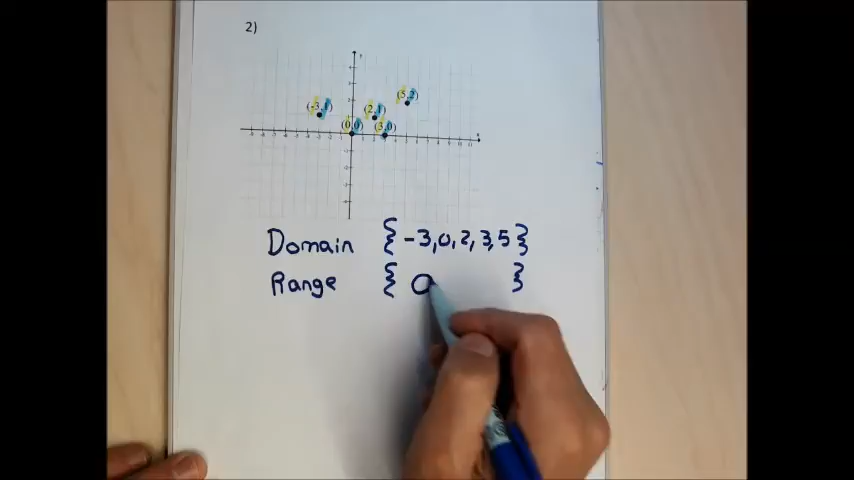 2)
(5,2)
(-3,1) (2,1)
(0,0) (3,0)
Domain { -3,0,2,3,5 }
Range { 0 }